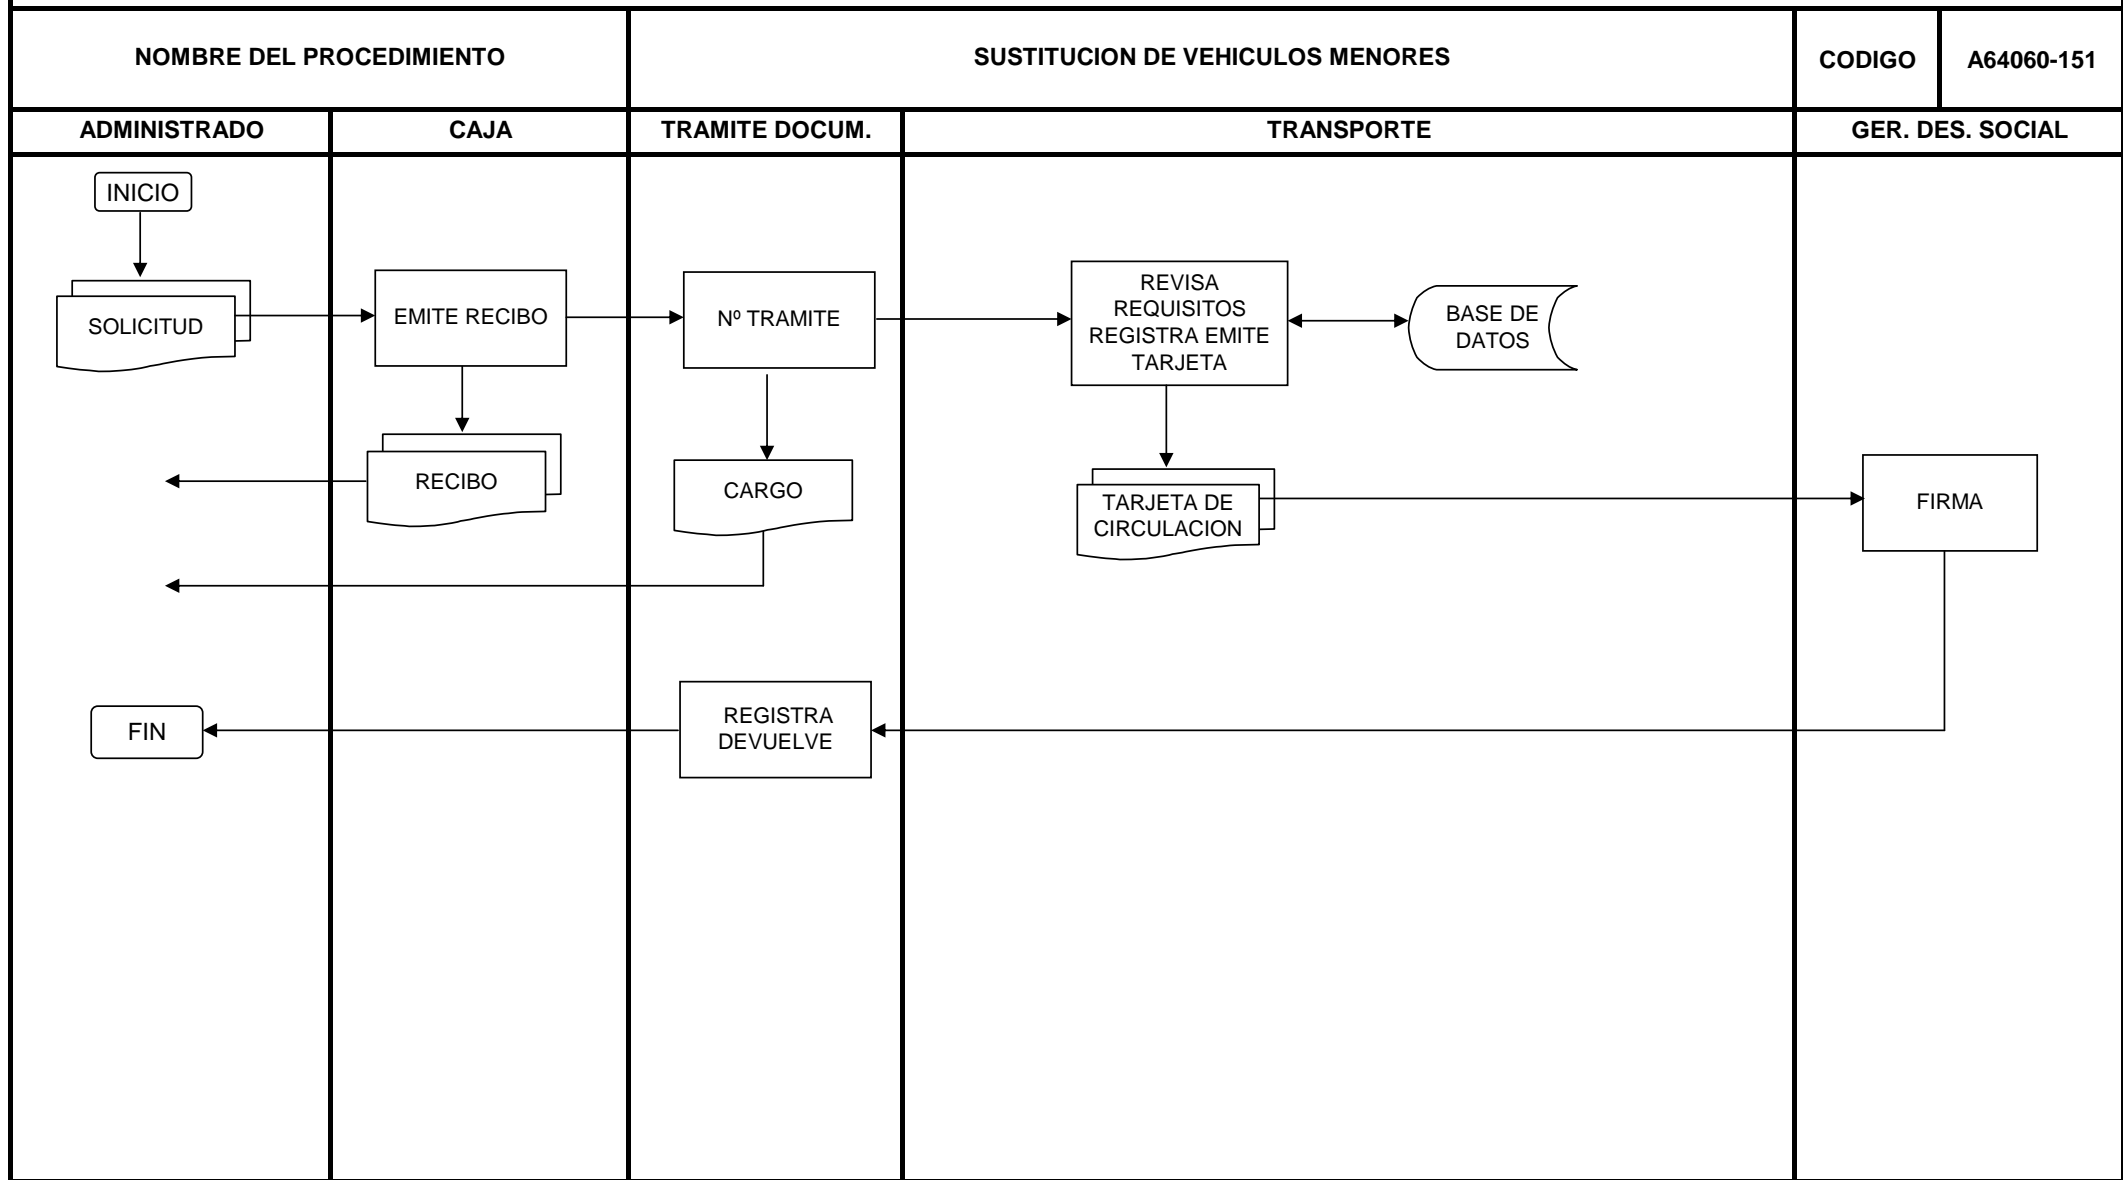 NOMBRE DEL PROCEDIMIENTO
SUSTITUCION DE VEHICULOS MENORES
CODIGO
A64060-151
ADMINISTRADO
CAJA
TRAMITE DOCUM.
TRANSPORTE
GER. DES. SOCIAL
INICIO
SOLICITUD
EMITE RECIBO
Nº TRAMITE
REVISA
REQUISITOS
REGISTRA EMITE
TARJETA
BASE DE
DATOS
RECIBO
CARGO
TARJETA DE
CIRCULACION
FIRMA
FIN
REGISTRA
DEVUELVE